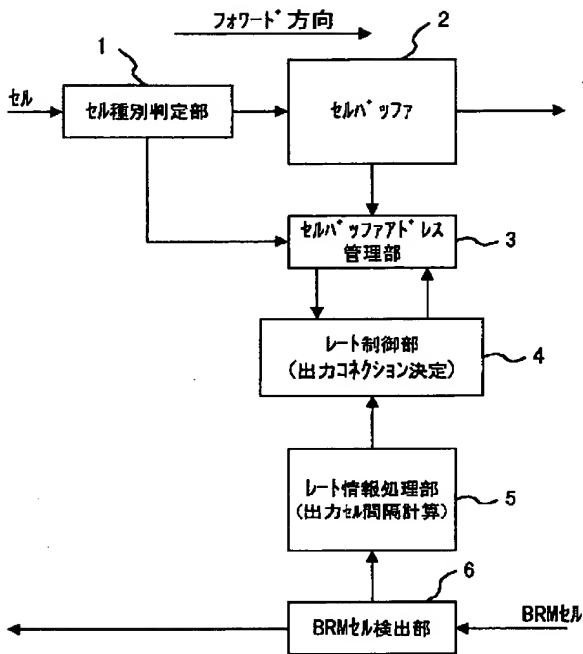 フォワード方向
1
2
セル
セル種別判定部
セルバッファ
セルバッファアドレス
管理部
3
レート制御部
(出力コネクション決定)
4
レート情報処理部
(出力セル間隔計算)
5
6
BRMセル
BRMセル検出部